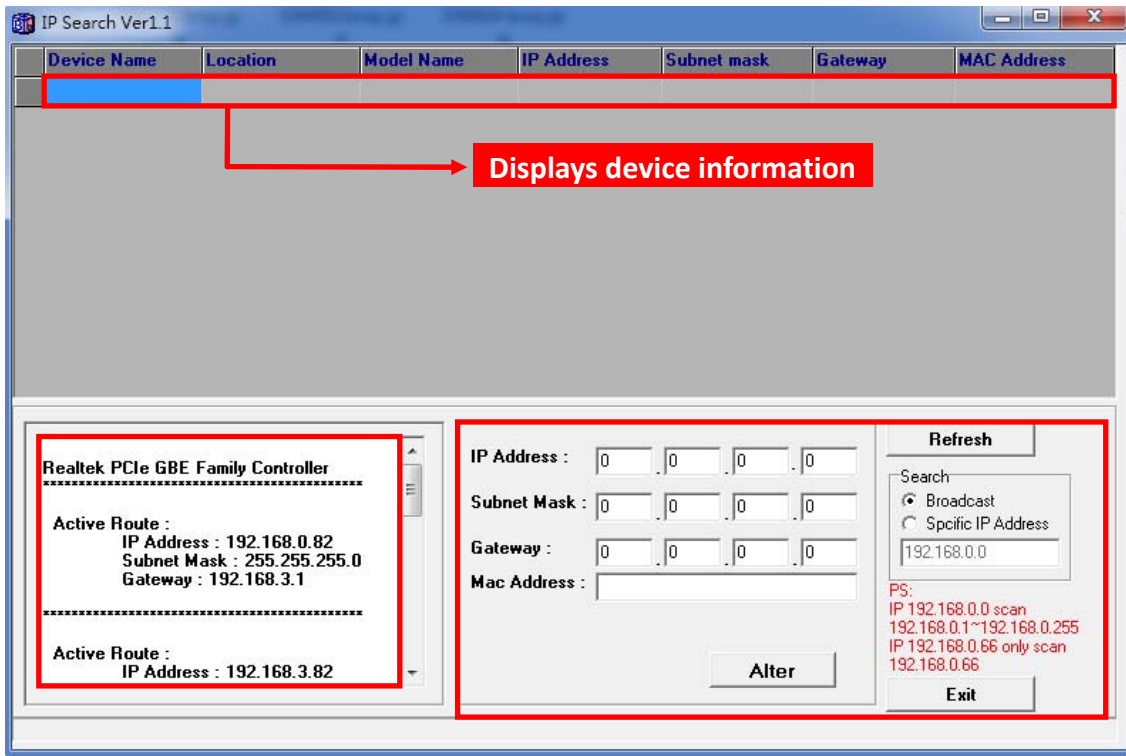 IP Search Ver1.1
Device Name Location Model Name IP Address Subnet mask Gateway MAC Address
Displays device information
Realtek PCIe GBE Family Controller
********************************************
Active Route :
IP Address : 192.168.0.82
Subnet Mask : 255.255.255.0
Gateway : 192.168.3.1
********************************************
Active Route :
IP Address : 192.168.3.82
IP Address : 0 . 0 . 0 . 0
Subnet Mask : 0 . 0 . 0 . 0
Gateway : 0 . 0 . 0 . 0
Mac Address :
Alter
Refresh
Search
Broadcast
Spcific IP Address
192.168.0.0
PS:
IP 192.168.0.0 scan
192.168.0.1~192.168.0.255
IP 192.168.0.66 only scan
192.168.0.66
Exit